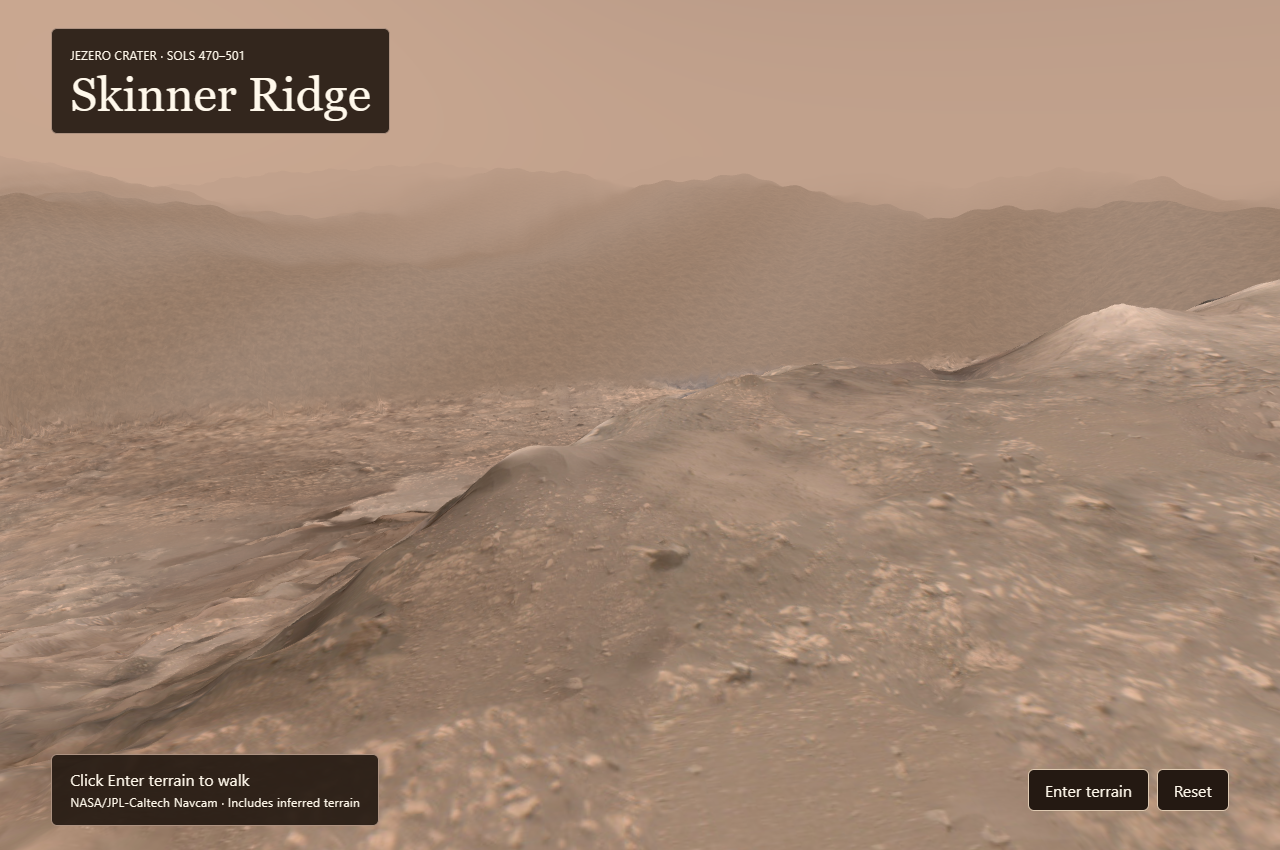 JEZERO CRATER · SOLS 470–501
Skinner Ridge
Click Enter terrain to walk
NASA/JPL-Caltech Navcam · Includes inferred terrain
Enter terrain
Reset